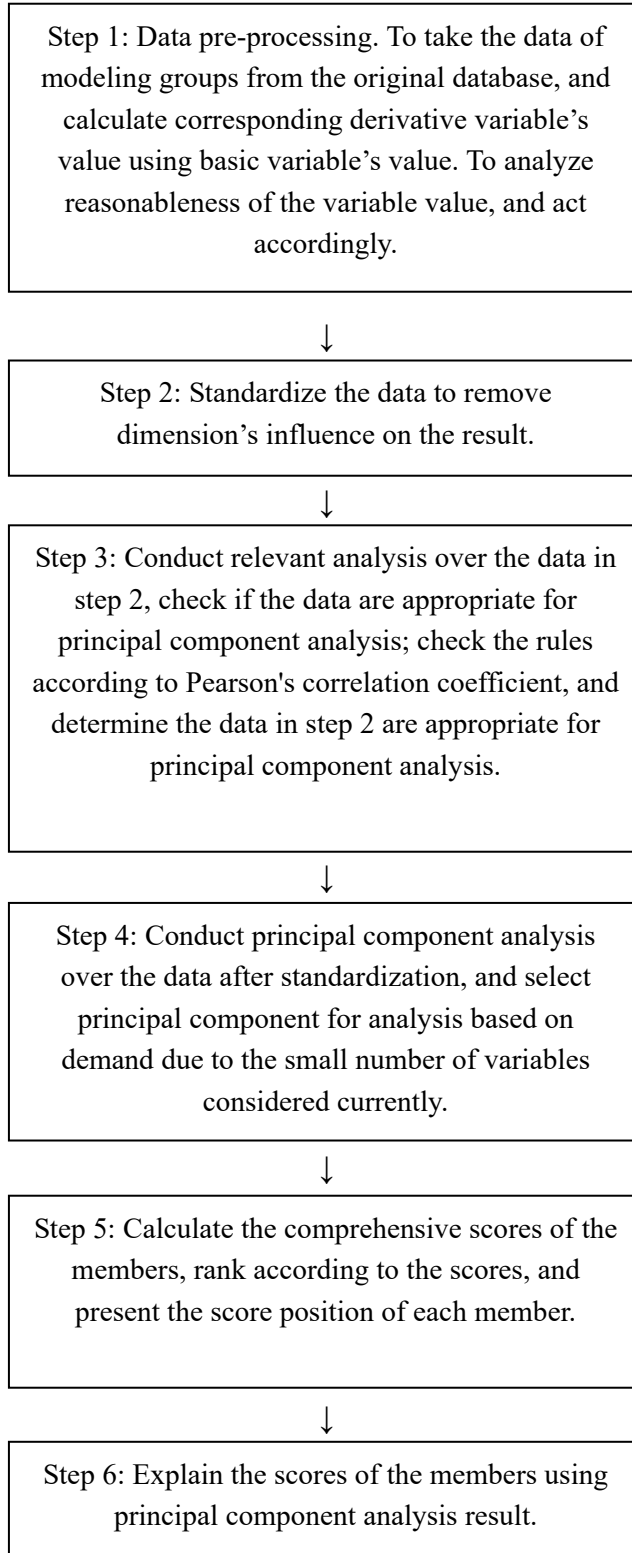 Step 1: Data pre-processing. To take the data of
modeling groups from the original database, and
calculate corresponding derivative variable’s
value using basic variable’s value. To analyze
reasonableness of the variable value, and act
accordingly.
↓
Step 2: Standardize the data to remove
dimension’s influence on the result.
↓
Step 3: Conduct relevant analysis over the data in
step 2, check if the data are appropriate for
principal component analysis; check the rules
according to Pearson's correlation coefficient, and
determine the data in step 2 are appropriate for
principal component analysis.
↓
Step 4: Conduct principal component analysis
over the data after standardization, and select
principal component for analysis based on
demand due to the small number of variables
considered currently.
↓
Step 5: Calculate the comprehensive scores of the
members, rank according to the scores, and
present the score position of each member.
↓
Step 6: Explain the scores of the members using
principal component analysis result.